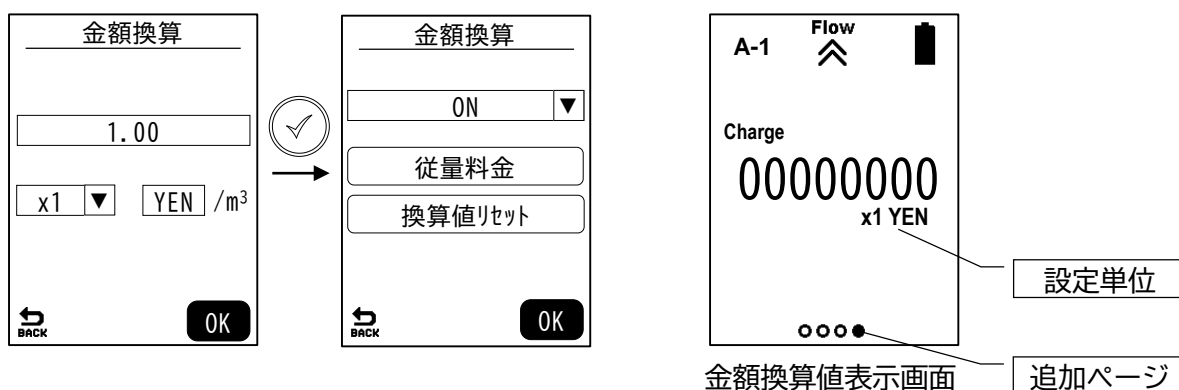 金額換算
1.00
x1 ▼ YEN /m³
BACK
OK
金額換算
ON ▼
従量料金
換算値ﾘｾｯﾄ
BACK
OK
A-1
Flow
Charge
00000000
x1 YEN
設定単位
金額換算値表示画面
追加ページ